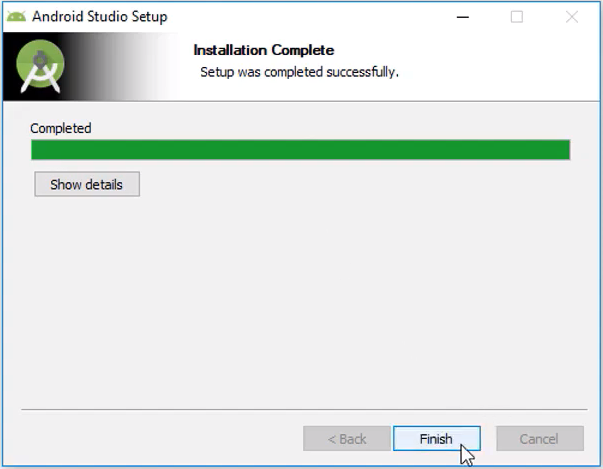 Android Studio Setup
Installation Complete
Setup was completed successfully.
Completed
Show details
< Back
Finish
Cancel